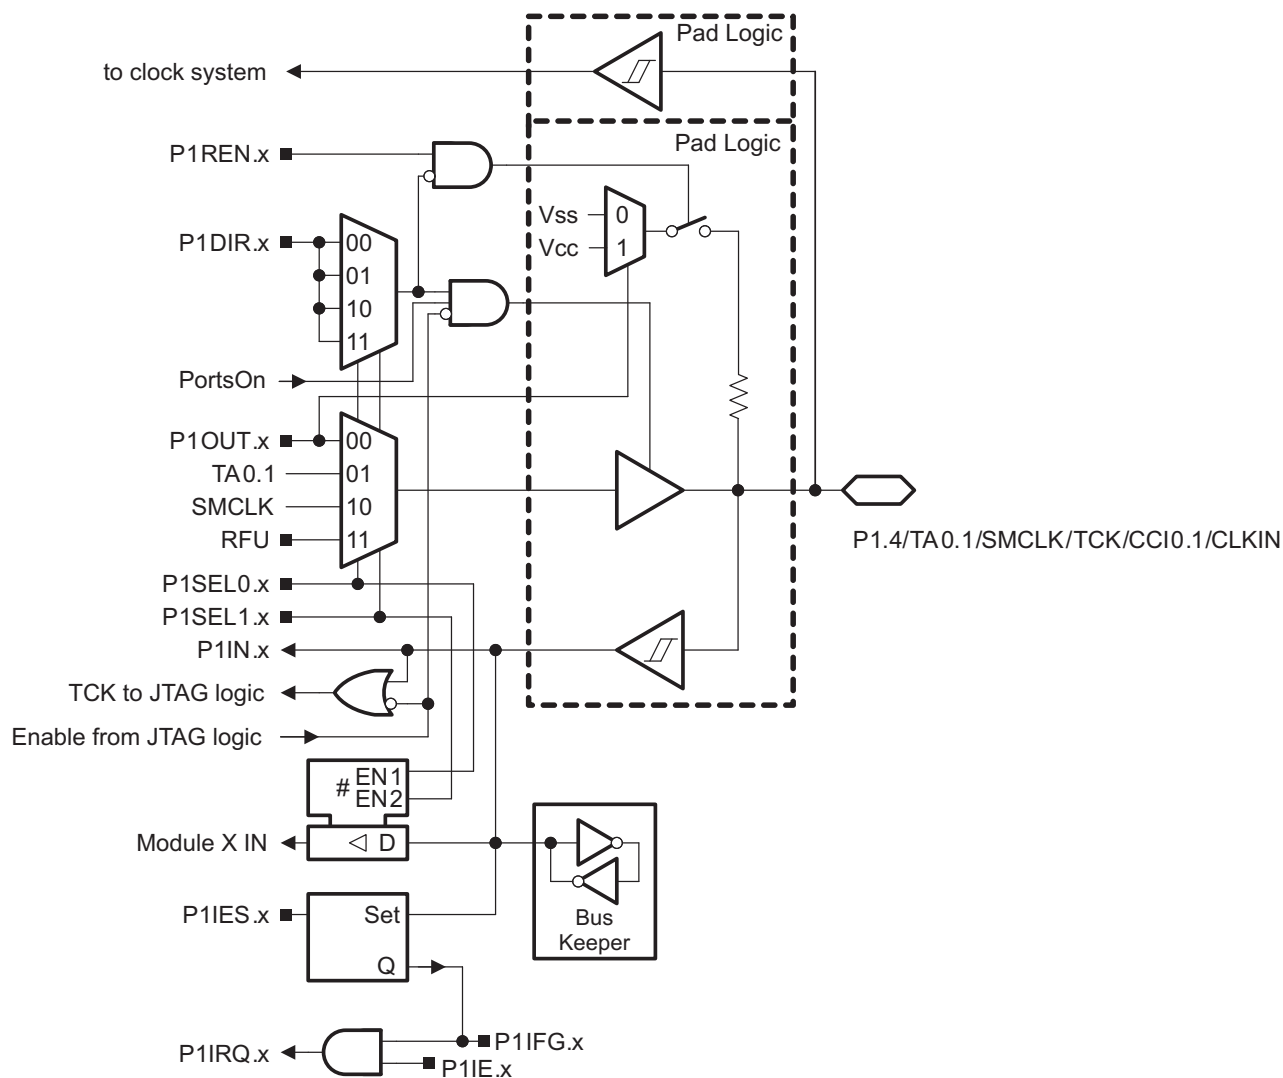 Pad Logic
to clock system
P1REN.x
Pad Logic
Vss
0
Vcc
1
P1DIR.x
00
01
10
11
PortsOn
P1OUT.x
00
TA0.1
01
SMCLK
10
RFU
11
P1.4/TA0.1/SMCLK/TCK/CCI0.1/CLKIN
P1SEL0.x
P1SEL1.x
P1IN.x
TCK to JTAG logic
Enable from JTAG logic
# EN1
EN2
Module X IN
D
P1IES.x
Set
Q
Bus
Keeper
P1IFG.x
P1IRQ.x
P1IE.x